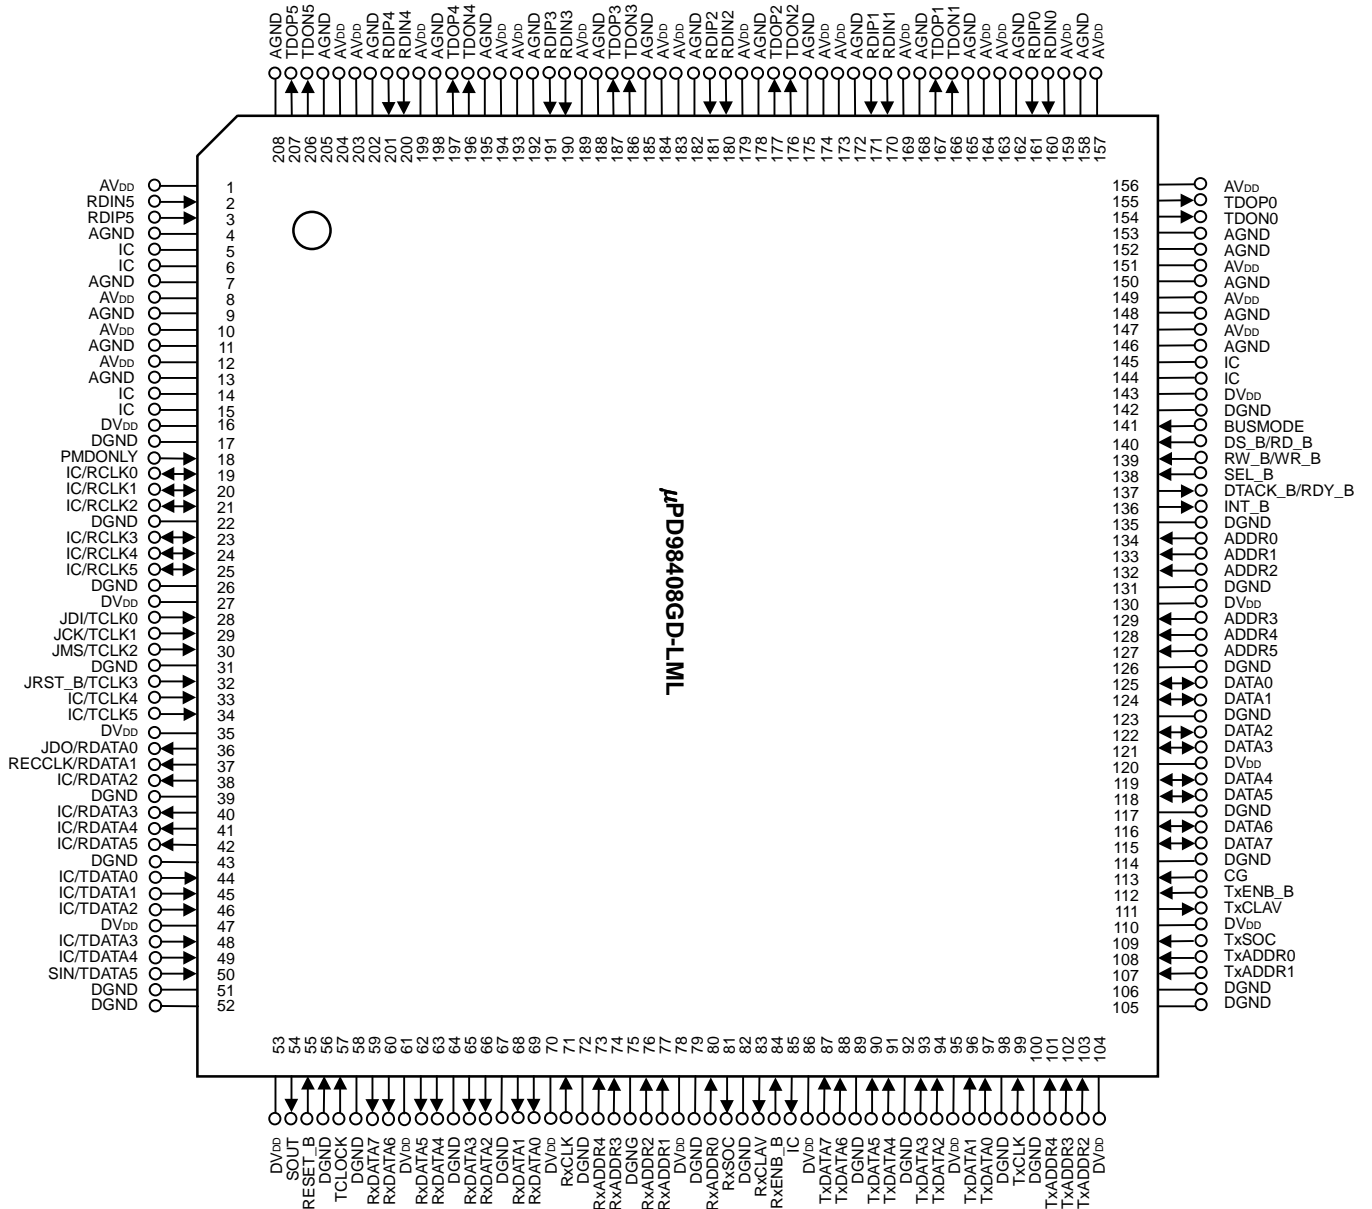 AGND TDOP5 TDON5 AGND AVDD AVDD AGND RDIP4 RDIN4 AVDD AGND TDOP4 TDON4 AGND AVDD AVDD AGND RDIP3 RDIN3 AVDD AGND TDOP3 TDON3 AGND AVDD AVDD AGND RDIP2 RDIN2 AVDD AGND TDOP2 TDON2 AGND AVDD AVDD AGND RDIP1 RDIN1 AVDD AGND TDOP1 TDON1 AGND AVDD AVDD AGND RDIP0 RDIN0 AVDD AGND AVDD
208 207 206 205 204 203 202 201 200 199 198 197 196 195 194 193 192 191 190 189 188 187 186 185 184 183 182 181 180 179 178 177 176 175 174 173 172 171 170 169 168 167 166 165 164 163 162 161 160 159 158 157
AVDD 1
RDIN5 2
RDIP5 3
AGND 4
IC 5
IC 6
AGND 7
AVDD 8
AGND 9
AVDD 10
AGND 11
AVDD 12
AGND 13
IC 14
IC 15
DVDD 16
DGND 17
PMDONLY 18
IC/RCLK0 19
IC/RCLK1 20
IC/RCLK2 21
DGND 22
IC/RCLK3 23
IC/RCLK4 24
IC/RCLK5 25
DGND 26
DVDD 27
JDI/TCLK0 28
JCK/TCLK1 29
JMS/TCLK2 30
DGND 31
JRST_B/TCLK3 32
IC/TCLK4 33
IC/TCLK5 34
DVDD 35
JDO/RDATA0 36
RECCLK/RDATA1 37
IC/RDATA2 38
DGND 39
IC/RDATA3 40
IC/RDATA4 41
IC/RDATA5 42
DGND 43
IC/TDATA0 44
IC/TDATA1 45
IC/TDATA2 46
DVDD 47
IC/TDATA3 48
IC/TDATA4 49
SIN/TDATA5 50
DGND 51
DGND 52
µPD98408GD-LML
156 AVDD
155 TDOP0
154 TDON0
153 AGND
152 AGND
151 AVDD
150 AGND
149 AVDD
148 AGND
147 AVDD
146 AGND
145 IC
144 IC
143 DVDD
142 DGND
141 BUSMODE
140 DS_B/RD_B
139 RW_B/WR_B
138 SEL_B
137 DTACK_B/RDY_B
136 INT_B
135 DGND
134 ADDR0
133 ADDR1
132 ADDR2
131 DGND
130 DVDD
129 ADDR3
128 ADDR4
127 ADDR5
126 DGND
125 DATA0
124 DATA1
123 DGND
122 DATA2
121 DATA3
120 DVDD
119 DATA4
118 DATA5
117 DGND
116 DATA6
115 DATA7
114 DGND
113 CG
112 TxENB_B
111 TxCLAV
110 DVDD
109 TxSOC
108 TxADDR0
107 TxADDR1
106 DGND
105 DGND
53 54 55 56 57 58 59 60 61 62 63 64 65 66 67 68 69 70 71 72 73 74 75 76 77 78 79 80 81 82 83 84 85 86 87 88 89 90 91 92 93 94 95 96 97 98 99 100 101 102 103 104
DVDD SOUT RESET_B DGND TCLOCK DGND RxDATA7 RxDATA6 DVDD RxDATA5 RxDATA4 DGND RxDATA3 RxDATA2 DGND RxDATA1 RxDATA0 DVDD RxCLK DGND RxADDR4 RxADDR3 DGNG RxADDR2 RxADDR1 DVDD DGND RxADDR0 RxSOC DGND RxCLAV RxENB_B IC DVDD TxDATA7 TxDATA6 DGND TxDATA5 TxDATA4 DGND TxDATA3 TxDATA2 DVDD TxDATA1 TxDATA0 DGND TxCLK DGND TxADDR4 TxADDR3 TxADDR2 DVDD